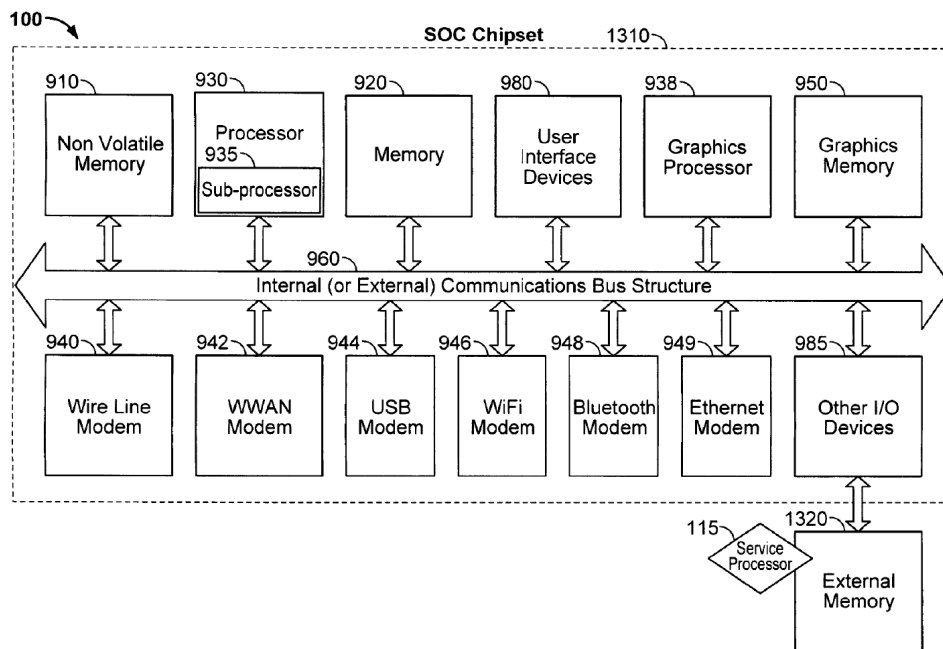 100
SOC Chipset
1310
910
930
920
980
938
950
Non Volatile
Memory
Processor
935
Sub-processor
Memory
User
Interface
Devices
Graphics
Processor
Graphics
Memory
960
Internal (or External) Communications Bus Structure
940
942
944
946
948
949
985
Wire Line
Modem
WWAN
Modem
USB
Modem
WiFi
Modem
Bluetooth
Modem
Ethernet
Modem
Other I/O
Devices
115
1320
Service
Processor
External
Memory